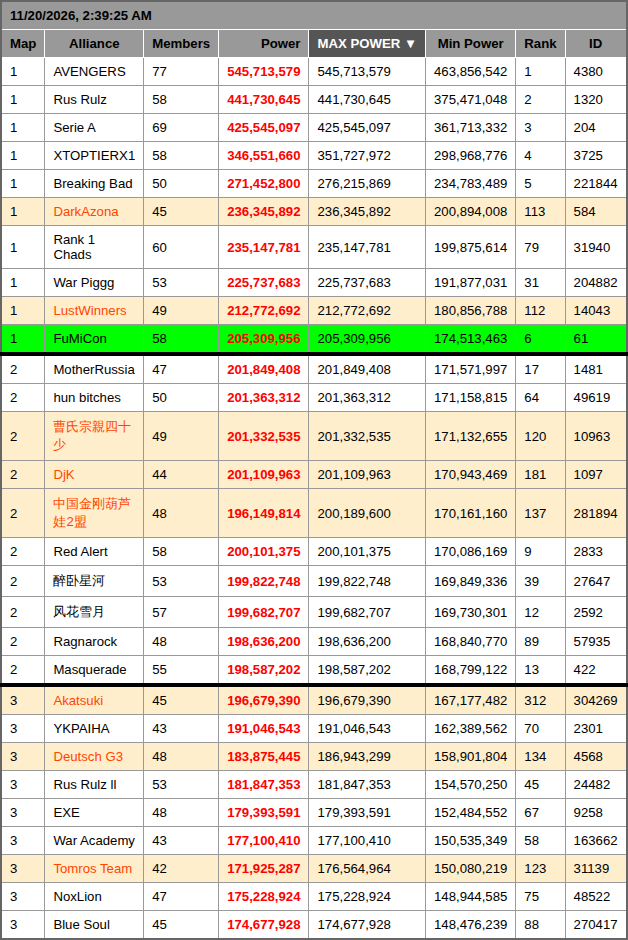 11/20/2026, 2:39:25 AM
Map Alliance Members Power MAX POWER ▼ Min Power Rank ID
1 AVENGERS 77 545,713,579 545,713,579 463,856,542 1 4380
1 Rus Rulz 58 441,730,645 441,730,645 375,471,048 2 1320
1 Serie A 69 425,545,097 425,545,097 361,713,332 3 204
1 XTOPTIERX1 58 346,551,660 351,727,972 298,968,776 4 3725
1 Breaking Bad 50 271,452,800 276,215,869 234,783,489 5 221844
1 DarkAzona 45 236,345,892 236,345,892 200,894,008 113 584
1 Rank 1
Chads 60 235,147,781 235,147,781 199,875,614 79 31940
1 War Piggg 53 225,737,683 225,737,683 191,877,031 31 204882
1 LustWinners 49 212,772,692 212,772,692 180,856,788 112 14043
1 FuMiCon 58 205,309,956 205,309,956 174,513,463 6 61
2 MotherRussia 47 201,849,408 201,849,408 171,571,997 17 1481
2 hun bitches 50 201,363,312 201,363,312 171,158,815 64 49619
2 曹氏宗親四十
少 49 201,332,535 201,332,535 171,132,655 120 10963
2 DjK 44 201,109,963 201,109,963 170,943,469 181 1097
2 中国金刚葫芦
娃2盟 48 196,149,814 200,189,600 170,161,160 137 281894
2 Red Alert 58 200,101,375 200,101,375 170,086,169 9 2833
2 醉卧星河 53 199,822,748 199,822,748 169,849,336 39 27647
2 风花雪月 57 199,682,707 199,682,707 169,730,301 12 2592
2 Ragnarock 48 198,636,200 198,636,200 168,840,770 89 57935
2 Masquerade 55 198,587,202 198,587,202 168,799,122 13 422
3 Akatsuki 45 196,679,390 196,679,390 167,177,482 312 304269
3 YKPAIHA 43 191,046,543 191,046,543 162,389,562 70 2301
3 Deutsch G3 48 183,875,445 186,943,299 158,901,804 134 4568
3 Rus Rulz ll 53 181,847,353 181,847,353 154,570,250 45 24482
3 EXE 48 179,393,591 179,393,591 152,484,552 67 9258
3 War Academy 43 177,100,410 177,100,410 150,535,349 58 163662
3 Tomros Team 42 171,925,287 176,564,964 150,080,219 123 31139
3 NoxLion 47 175,228,924 175,228,924 148,944,585 75 48522
3 Blue Soul 45 174,677,928 174,677,928 148,476,239 88 270417